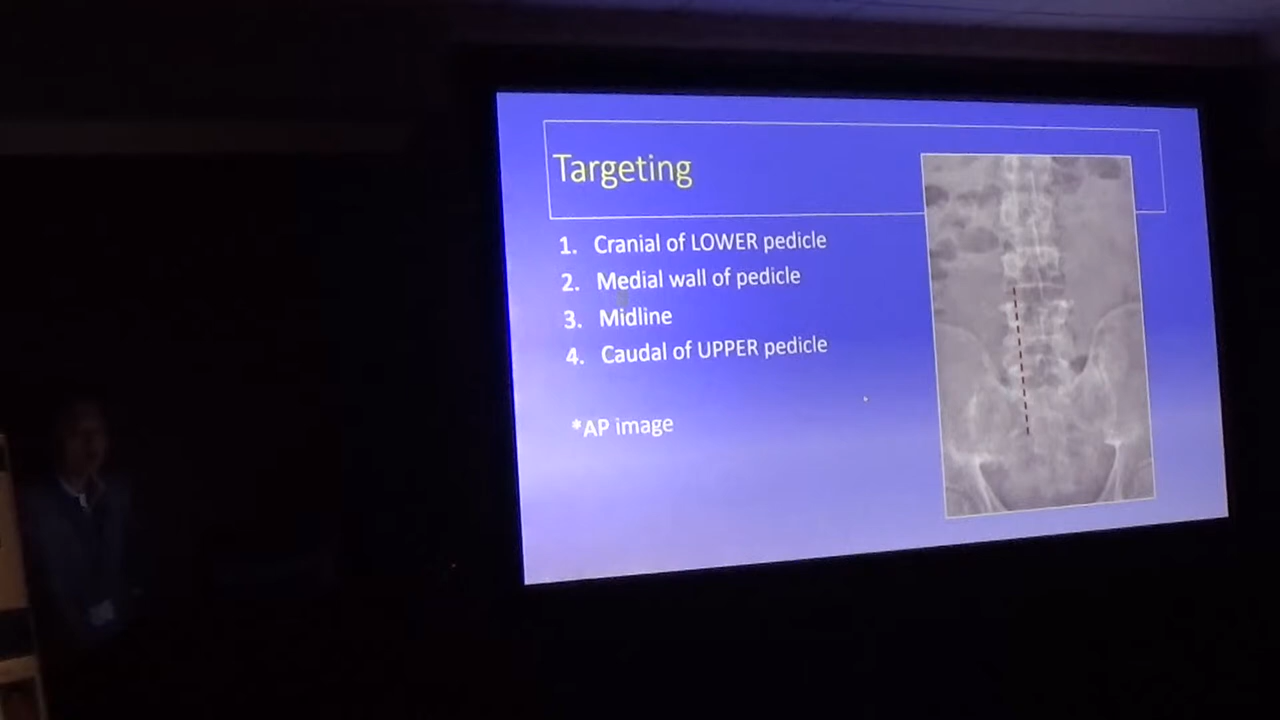 Targeting
1. Cranial of LOWER pedicle
2. Medial wall of pedicle
3. Midline
4. Caudal of UPPER pedicle
*AP image